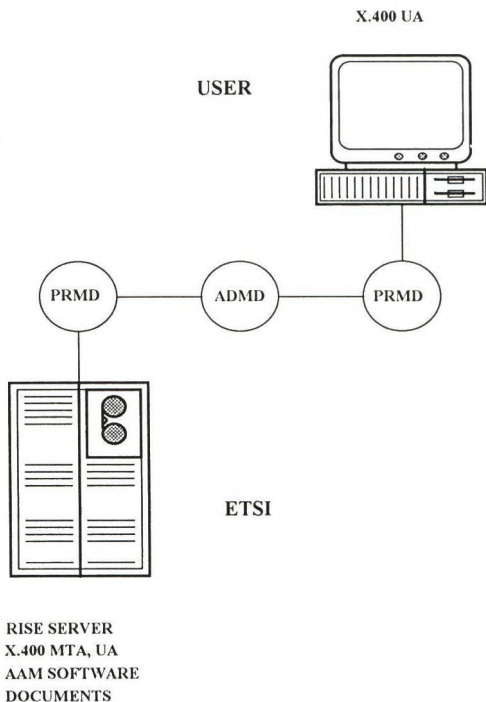 X.400 UA
USER
PRMD
ADMD
PRMD
ETSI
RISE SERVER
X.400 MTA, UA
AAM SOFTWARE
DOCUMENTS